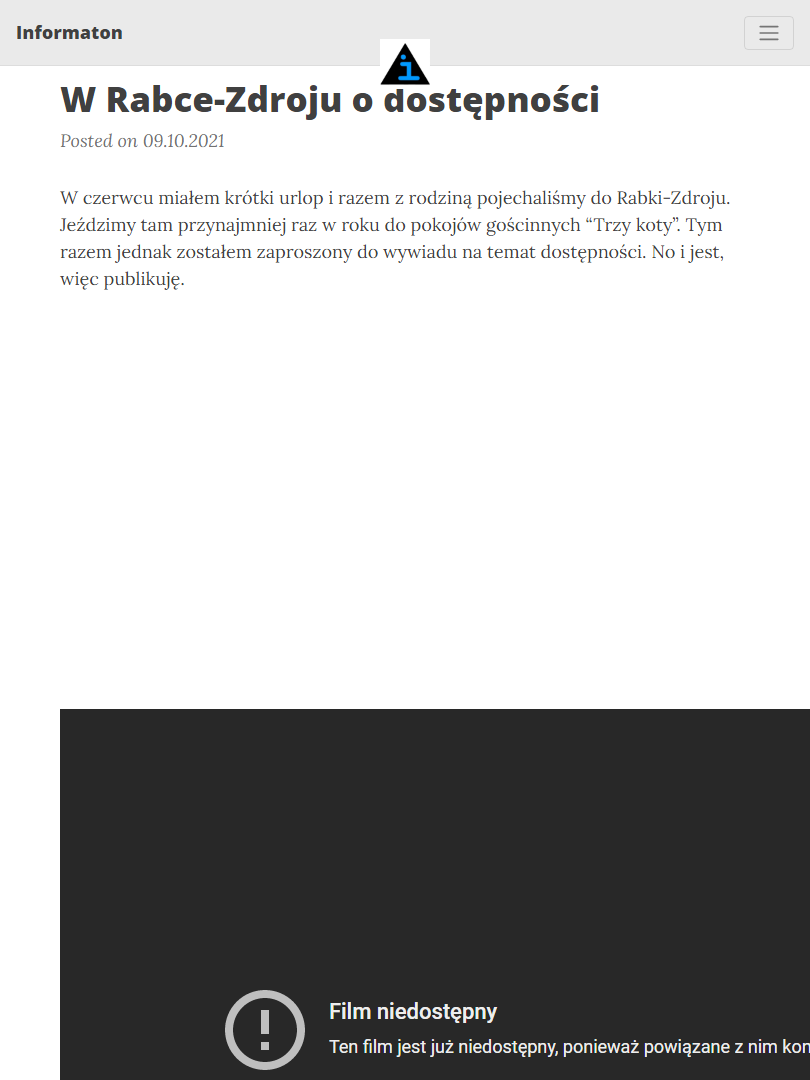 Informaton
W Rabce-Zdroju o dostępności
Posted on 09.10.2021
W czerwcu miałem krótki urlop i razem z rodziną pojechaliśmy do Rabki-Zdroju.
Jeździmy tam przynajmniej raz w roku do pokojów gościnnych “Trzy koty”. Tym
razem jednak zostałem zaproszony do wywiadu na temat dostępności. No i jest,
więc publikuję.
Film niedostępny
Ten film jest już niedostępny, ponieważ powiązane z nim kon